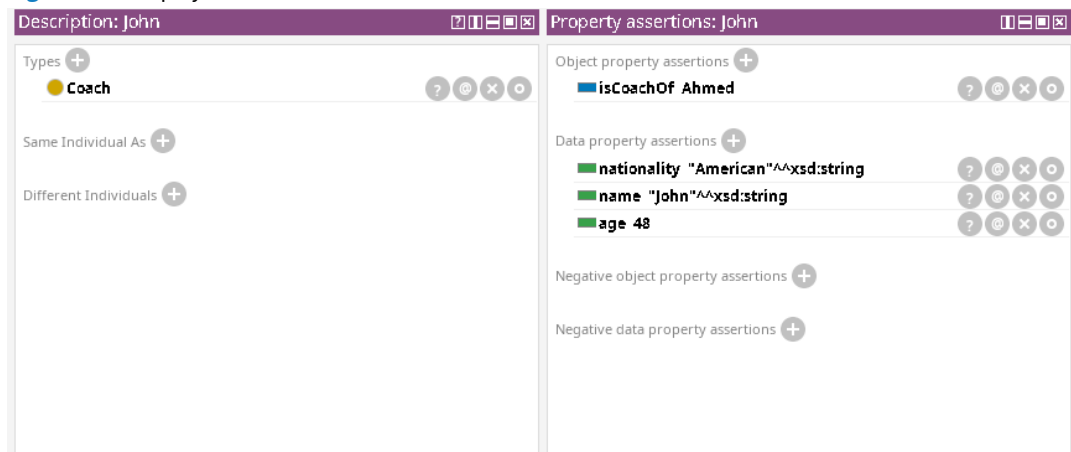 Description: John
Types
Coach
Same Individual As
Different Individuals
Property assertions: John
Object property assertions
isCoachOf Ahmed
Data property assertions
nationality "American"^^xsd:string
name "John"^^xsd:string
age 48
Negative object property assertions
Negative data property assertions